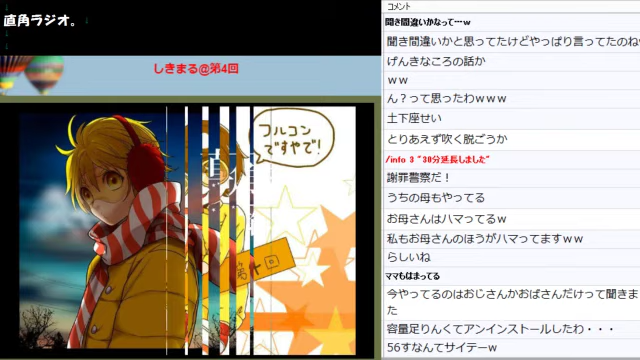 直角ラジオ。
しきまる@第4回
フルコン
ですやで!
コメント
聞き間違いかなって…w
聞き間違いかと思ってたけどやっぱり言ってたのね
げんきなころの話か
ww
ん?って思ったわwww
土下座せい
とりあえず吹く脱ごうか
/info 3 "30分延長しました"
謝罪警察だ!
うちの母もやってる
お母さんはハマってるw
私もお母さんのほうがハマってますww
らしいね
ママもはまってる
今やってるのはおじさんかおばさんだけって聞きま
た
容量足りんくてアンインストールしたわ・・・
56すなんてサイテーw